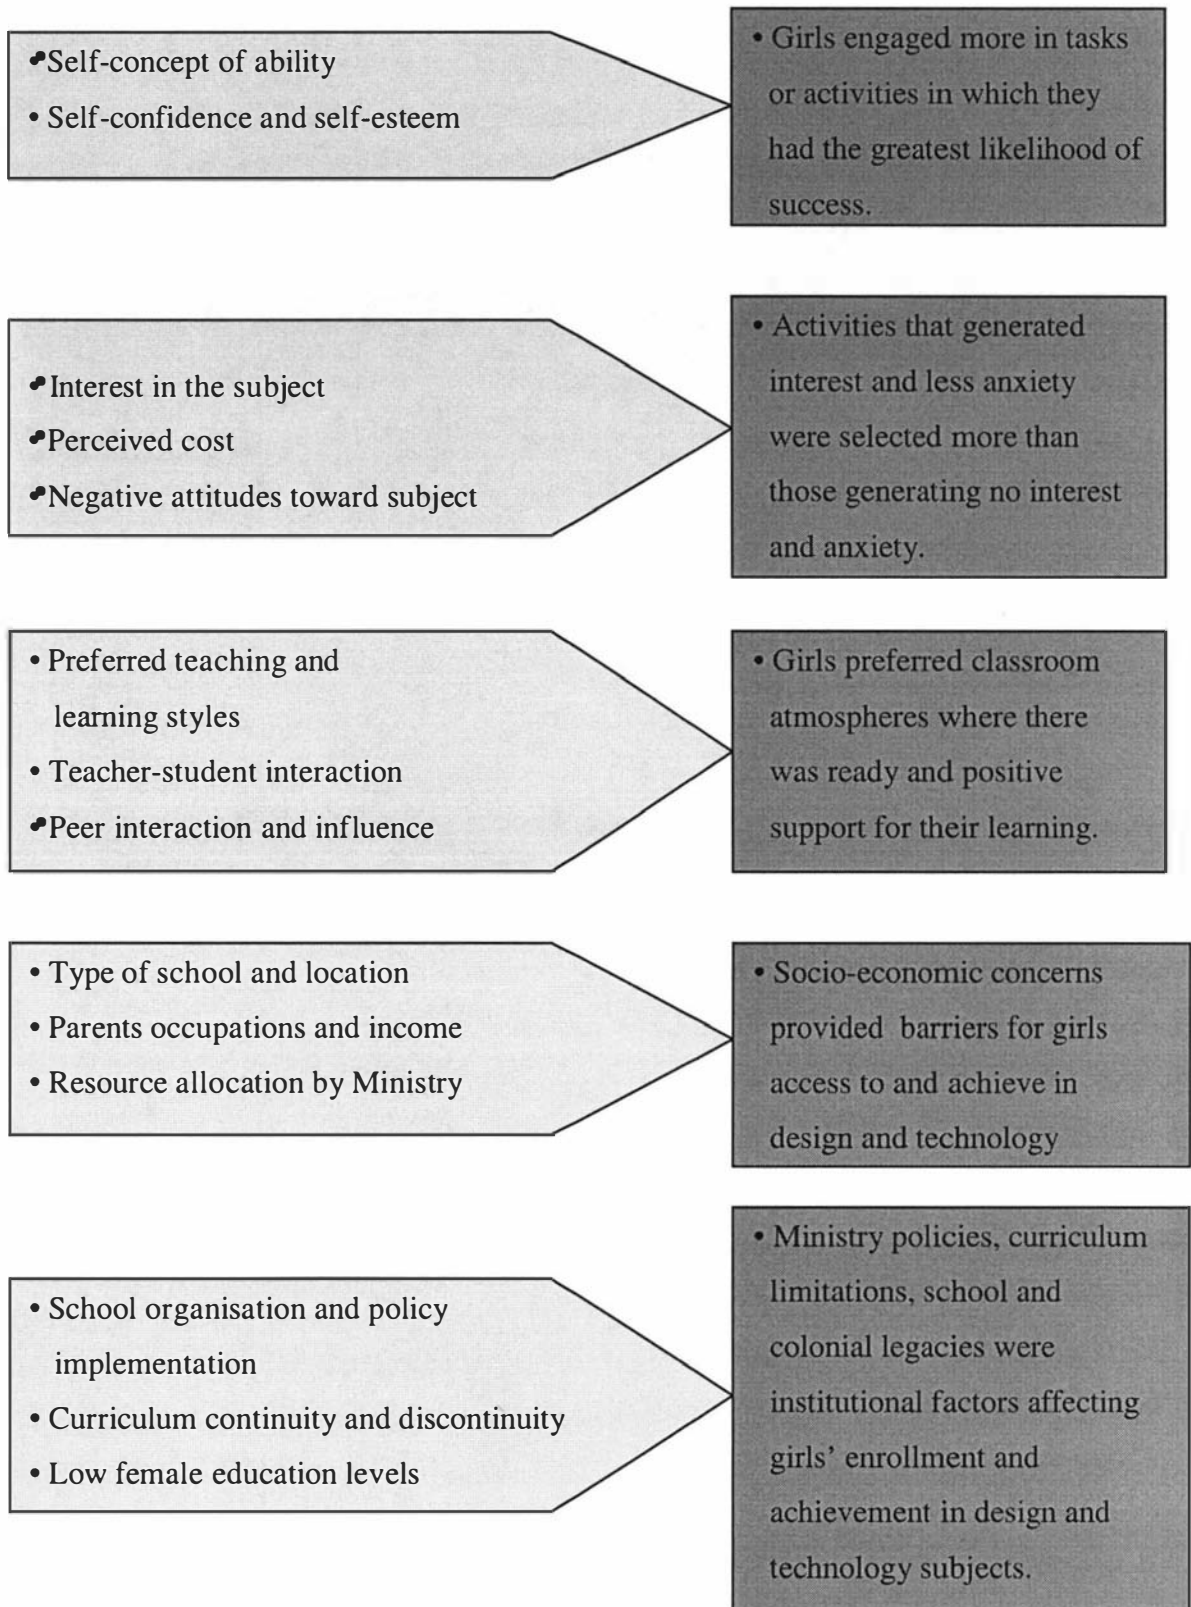 •Self-concept of ability
• Self-confidence and self-esteem
• Girls engaged more in tasks
or activities in which they
had the greatest likelihood of
success.
•Interest in the subject
•Perceived cost
•Negative attitudes toward subject
• Activities that generated
interest and less anxiety
were selected more than
those generating no interest
and anxiety.
• Preferred teaching and
learning styles
• Teacher-student interaction
•Peer interaction and influence
• Girls preferred classroom
atmospheres where there
was ready and positive
support for their learning.
• Type of school and location
• Parents occupations and income
• Resource allocation by Ministry
• Socio-economic concerns
provided barriers for girls
access to and achieve in
design and technology
• School organisation and policy
implementation
• Curriculum continuity and discontinuity
• Low female education levels
• Ministry policies, curriculum
limitations, school and
colonial legacies were
institutional factors affecting
girls' enrollment and
achievement in design and
technology subjects.